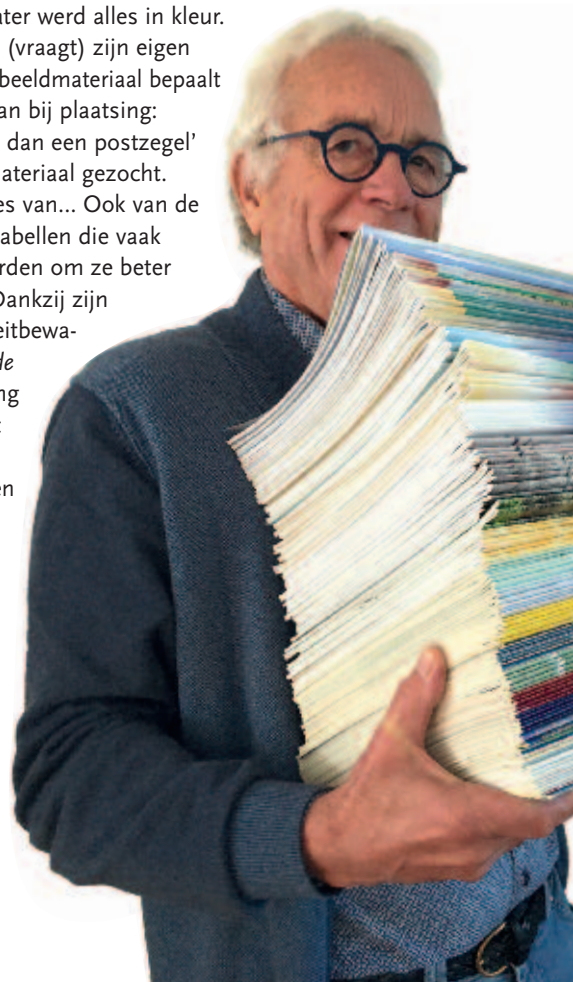 ater werd alles in kleur.
(vraagt) zijn eigen
beeldmateriaal bepaalt
an bij plaatsing:
dan een postzegel’
ateriaal gezocht.
es van... Ook van de
abellen die vaak
rden om ze beter
Dankzij zijn
eitbewa-
de
ng
en